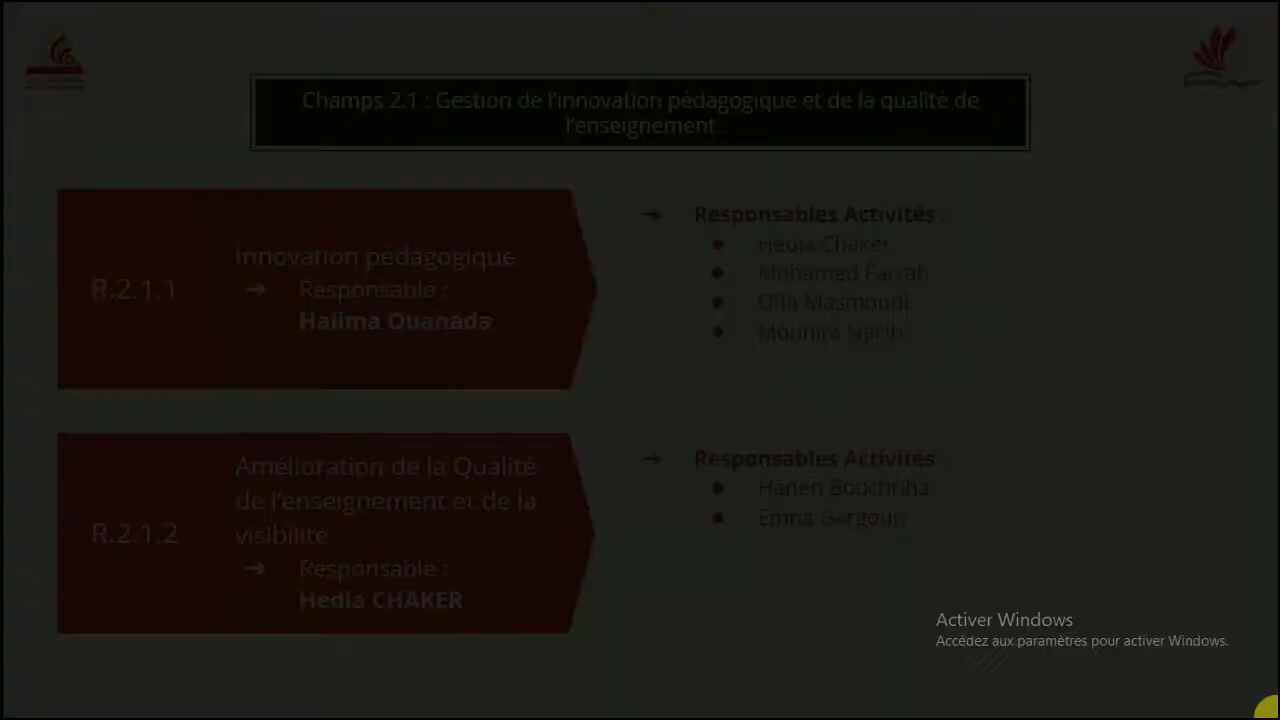 Champs 2.1 : Gestion de l'innovation pédagogique et de la qualité de
l'enseignement
R.2.1.1
Innovation pédagogique
➔ Responsable :
Halima Ouanada
➔ Responsables Activités :
● Hedia Chaker
● Mohamed Farrah
● Olfa Masmoudi
● Mounira
R.2.1.2
Amélioration de la Qualité
de l'enseignement et de la
visibilité
➔ Responsable :
Hedia CHAKER
➔ Responsables Activités
● Hanen Bouchriha
● Emna Gargouri
Activer Windows
Accédez aux paramètres pour activer Windows.